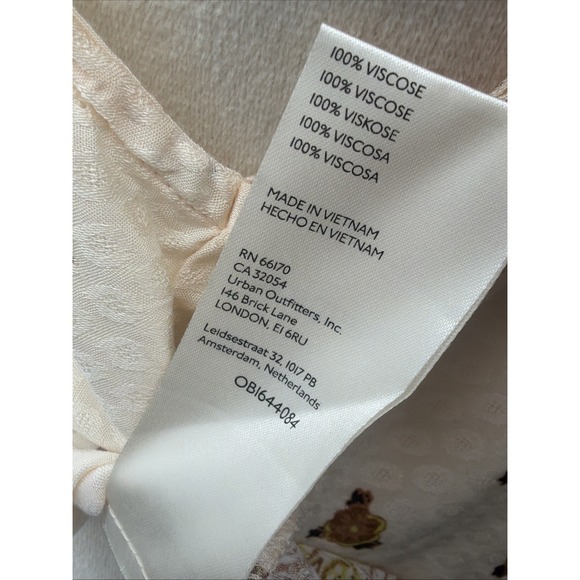 100% VISCOSE
100% VISCOSE
100% VISKOSE
100% VISCOSA
100% VISCOSA
MADE IN VIETNAM
HECHO EN VIETNAM
RN 66170
CA 32054
Urban Outfitters, Inc.
146 Brick Lane
LONDON, E1 6RU
Leidsestraat 32, 1017 PB
Amsterdam, Netherlands
OB1644084